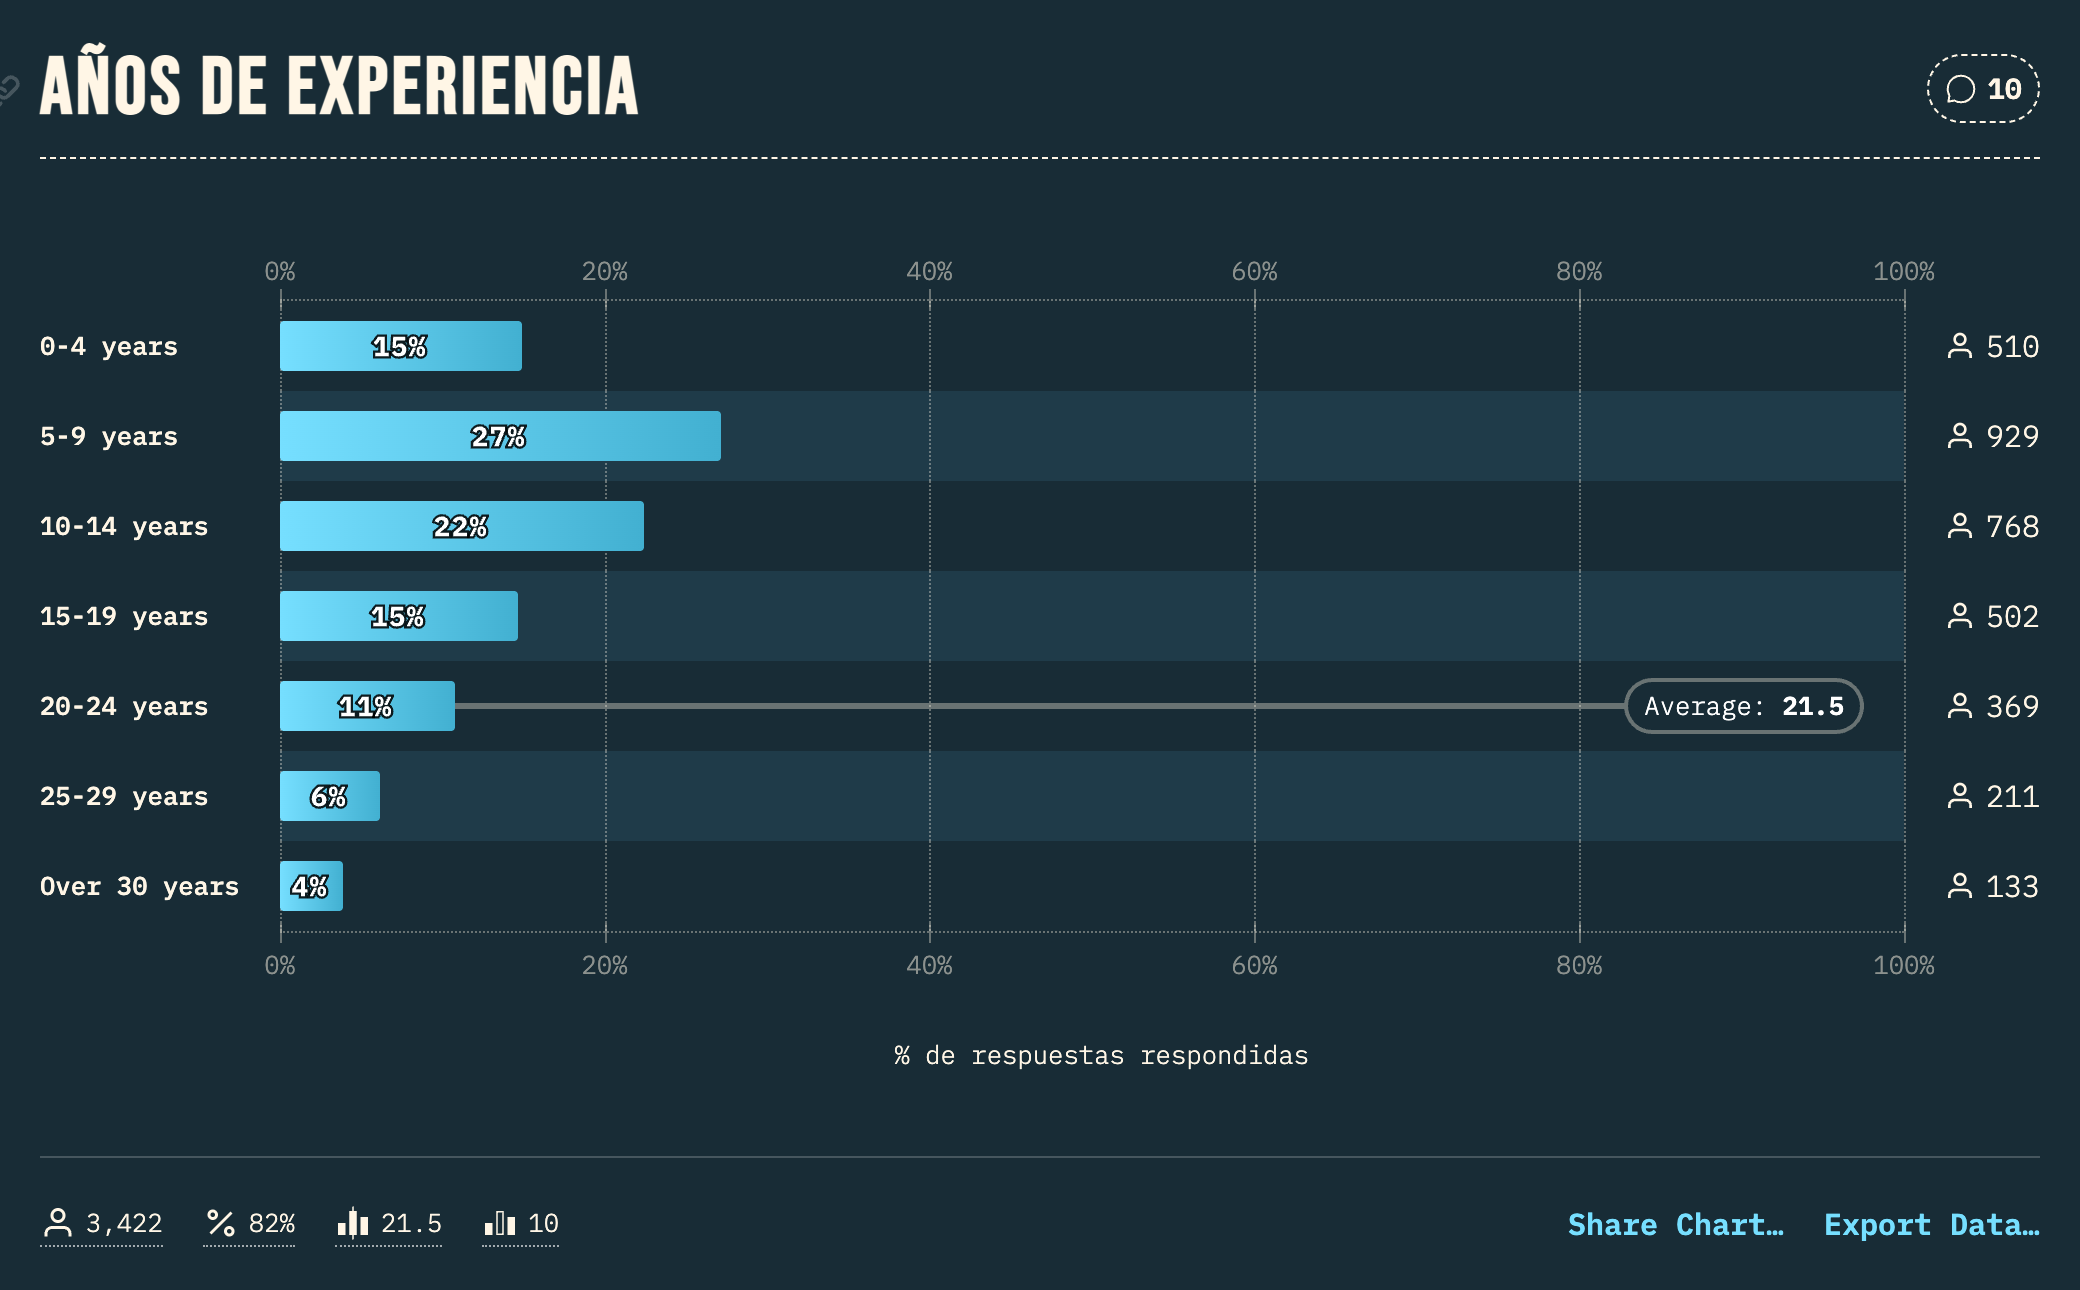 AÑOS DE EXPERIENCIA
10
0% 20% 40% 60% 80% 100%
0-4 years 15% 510
5-9 years 27% 929
10-14 years 22% 768
15-19 years 15% 502
20-24 years 11% Average: 21.5 369
25-29 years 6% 211
Over 30 years 4% 133
0% 20% 40% 60% 80% 100%
% de respuestas respondidas
3,422 82% 21.5 10 Share Chart… Export Data…